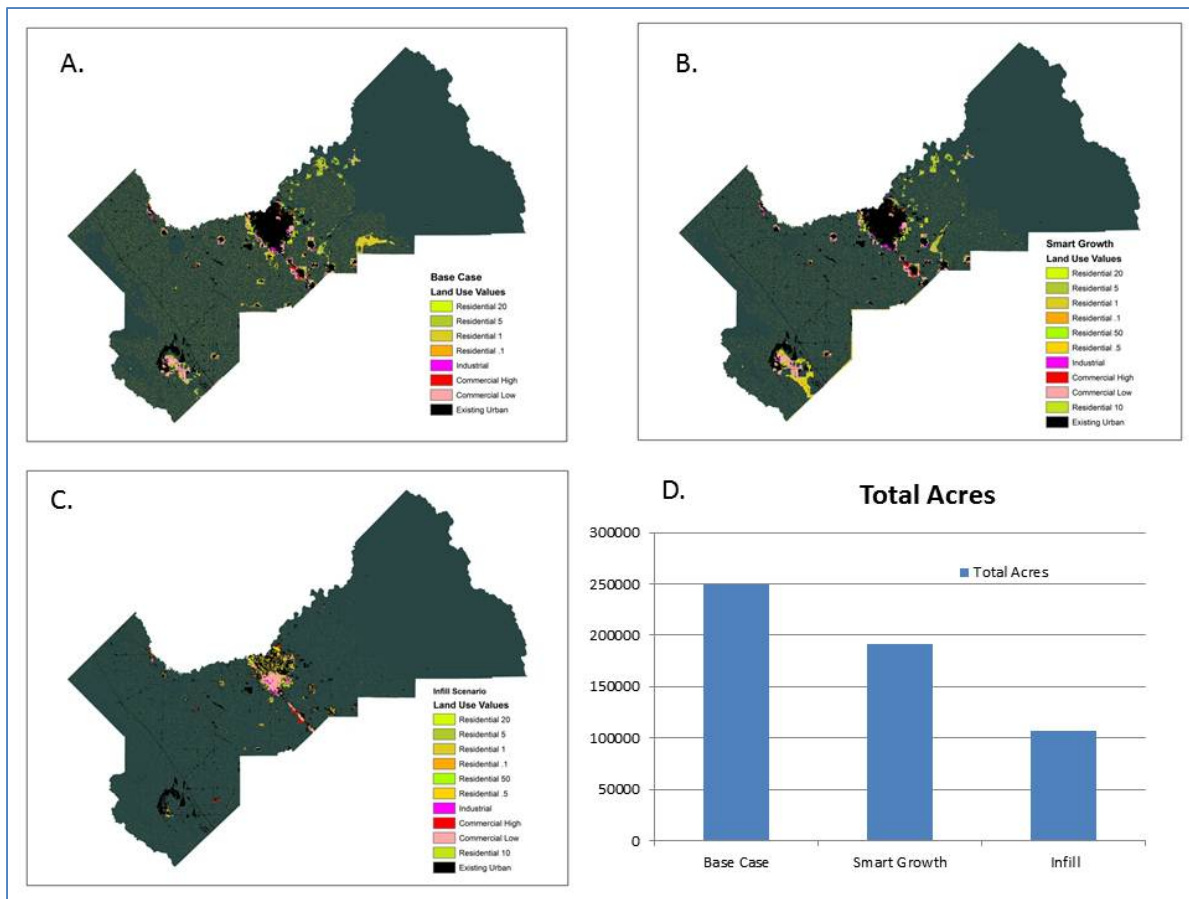 A.
Base Case
Land Use Values
Residential 20
Residential 5
Residential 1
Residential .1
Industrial
Commercial High
Commercial Low
Existing Urban
B.
Smart Growth
Land Use Values
Residential 20
Residential 5
Residential 1
Residential .1
Residential 50
Residential .5
Industrial
Commercial High
Commercial Low
Residential 10
Existing Urban
C.
Infill Scenario
Land Use Values
Residential 20
Residential 5
Residential 1
Residential .1
Residential 50
Residential .5
Industrial
Commercial High
Commercial Low
Residential 10
Existing Urban
D.
Total Acres
300000
250000
200000
150000
100000
50000
0
Total Acres
Base Case
Smart Growth
Infill